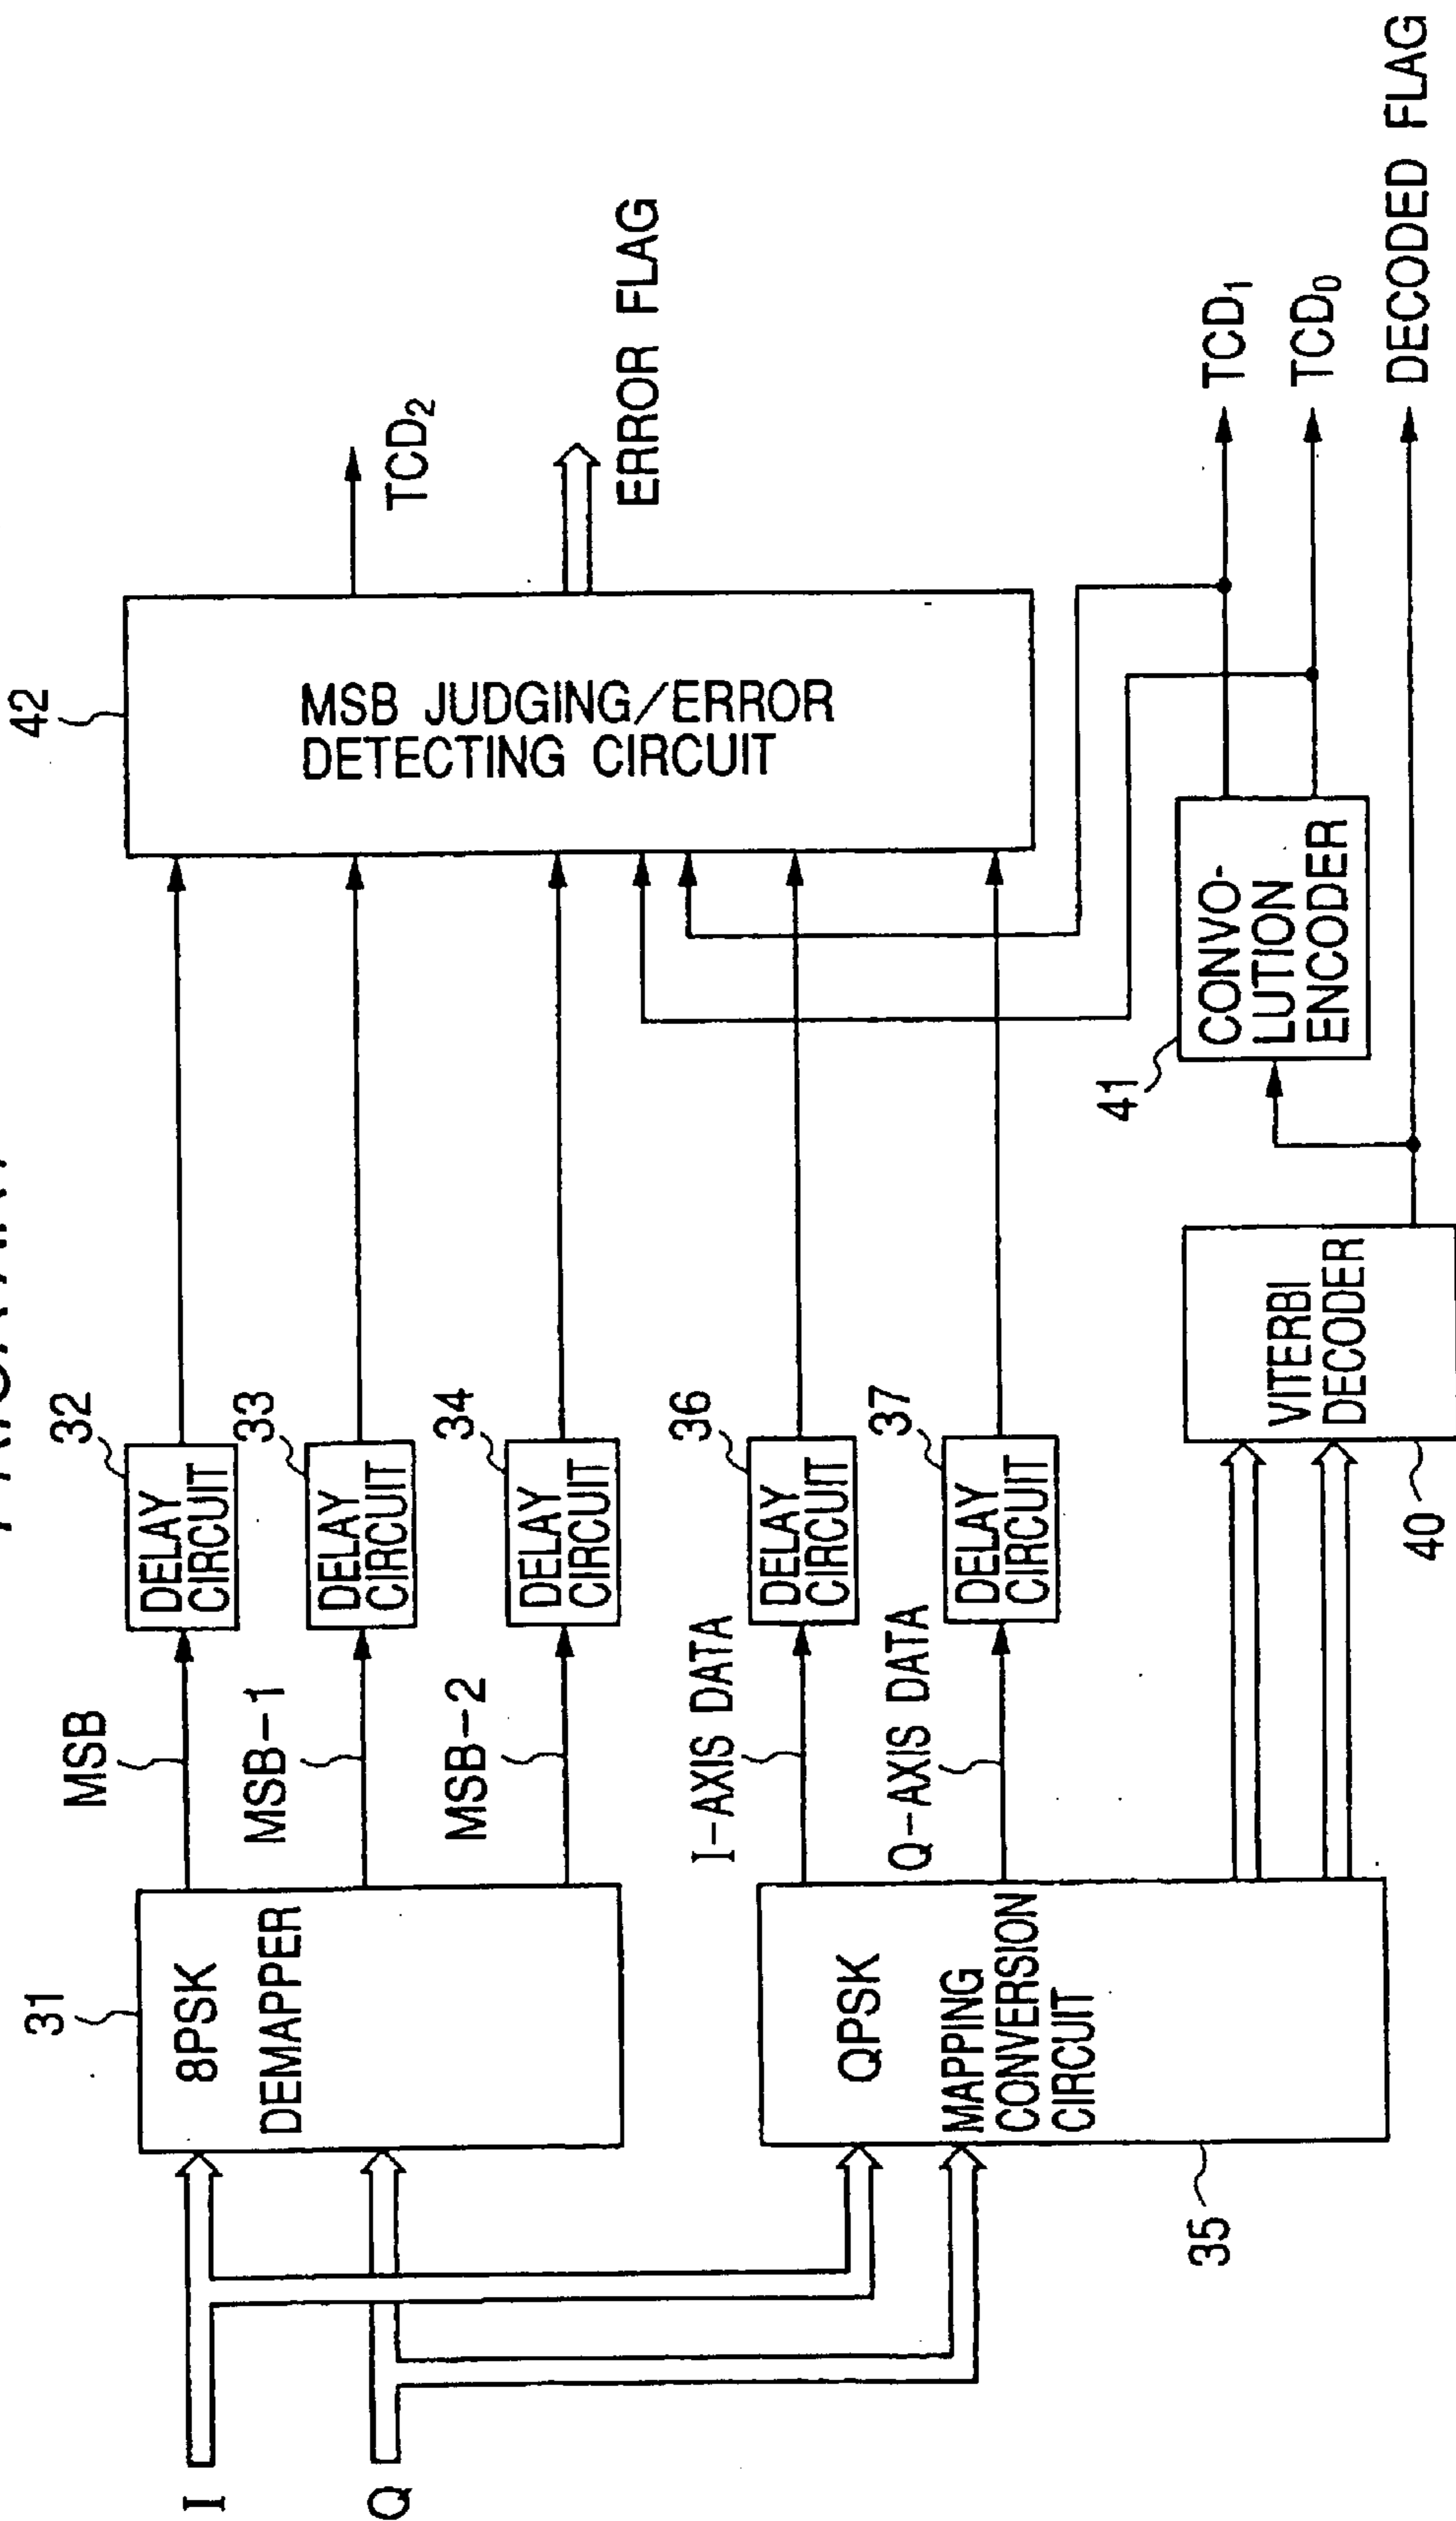 I
Q
31
8PSK
DEMAPPER
QPSK
MAPPING
CONVERSION
CIRCUIT
35
MSB
MSB-1
MSB-2
I-AXIS DATA
Q-AXIS DATA
32
DELAY
CIRCUIT
33
DELAY
CIRCUIT
34
DELAY
CIRCUIT
36
DELAY
CIRCUIT
37
DELAY
CIRCUIT
VITERBI
DECODER
40
41
CONVO-
LUTION
ENCODER
42
MSB JUDGING/ERROR
DETECTING CIRCUIT
TCD2
ERROR FLAG
TCD1
TCD0
DECODED FLAG